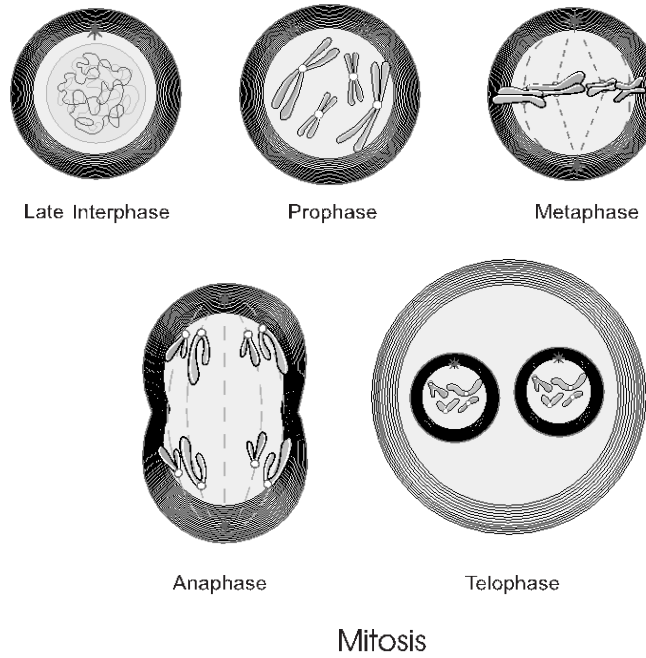 Late Interphase
Prophase
Metaphase
Anaphase
Telophase
Mitosis